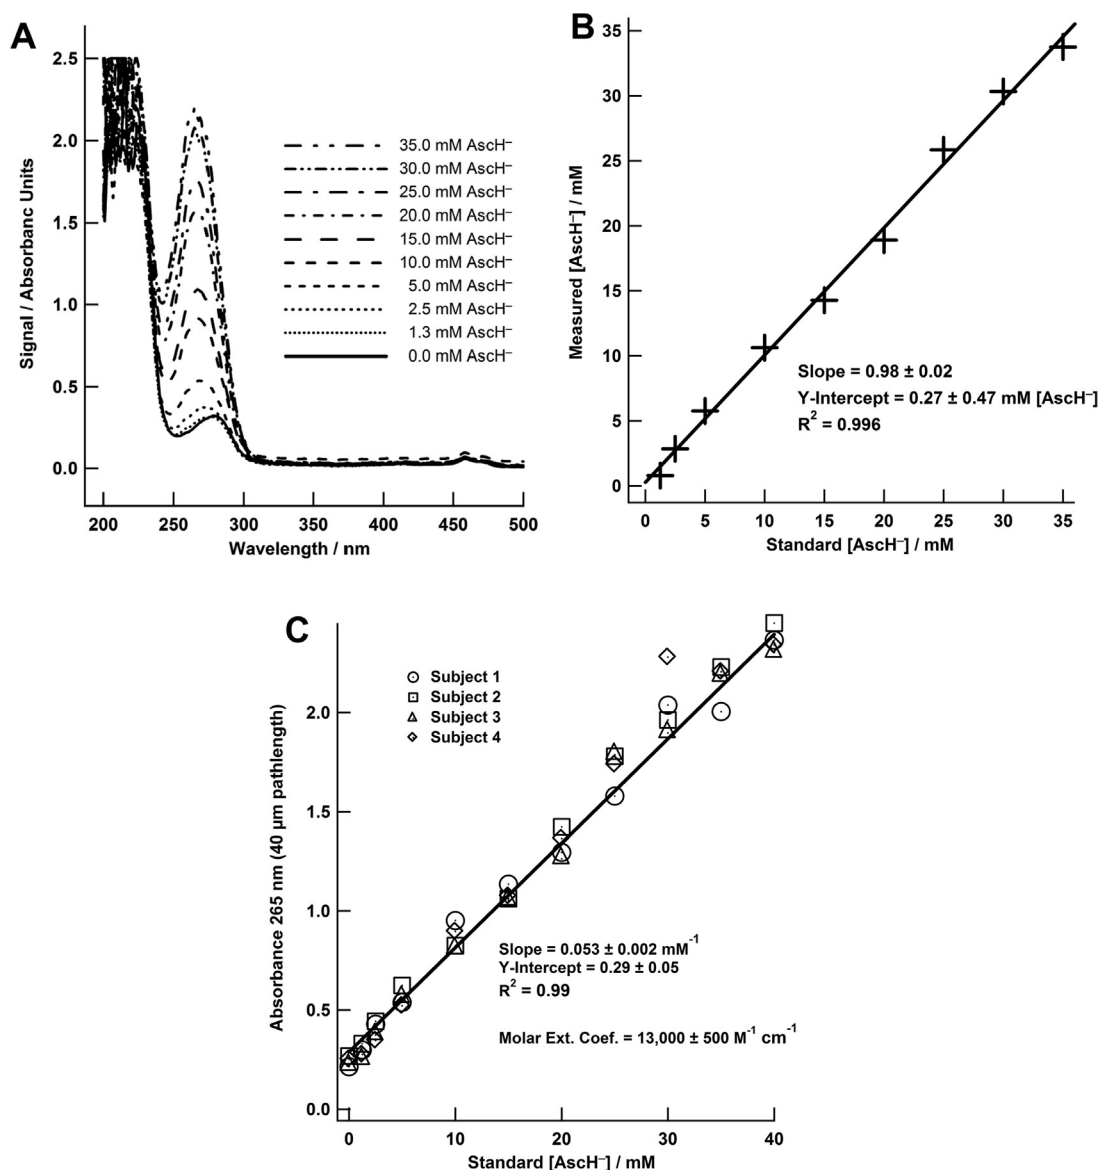 A
Signal / Absorbanc Units
2.5
2.0
1.5
1.0
0.5
0.0
35.0 mM AscH⁻
30.0 mM AscH⁻
25.0 mM AscH⁻
20.0 mM AscH⁻
15.0 mM AscH⁻
10.0 mM AscH⁻
5.0 mM AscH⁻
2.5 mM AscH⁻
1.3 mM AscH⁻
0.0 mM AscH⁻
200 250 300 350 400 450 500
Wavelength / nm
B
Measured [AscH⁻] / mM
35
30
25
20
15
10
5
0
Slope = 0.98 ± 0.02
Y-Intercept = 0.27 ± 0.47 mM [AscH⁻]
R² = 0.996
0 5 10 15 20 25 30 35
Standard [AscH⁻] / mM
C
Absorbance 265 nm (40 µm pathlength)
Subject 1
Subject 2
Subject 3
Subject 4
2.0
1.5
1.0
0.5
0.0
Slope = 0.053 ± 0.002 mM⁻¹
Y-Intercept = 0.29 ± 0.05
R² = 0.99
Molar Ext. Coef. = 13,000 ± 500 M⁻¹ cm⁻¹
0 10 20 30 40
Standard [AscH⁻] / mM